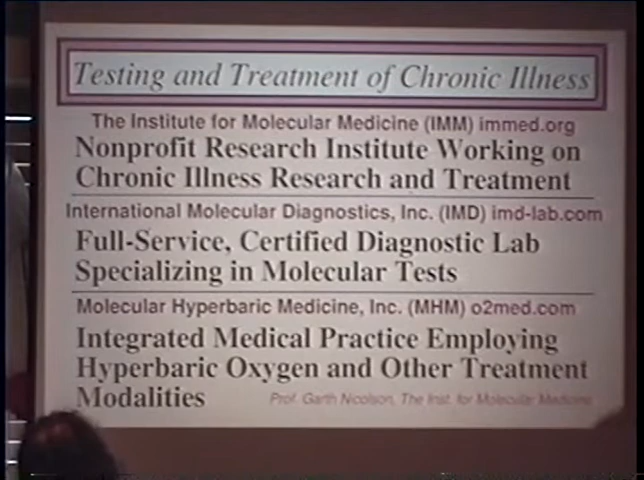 Testing and Treatment of Chronic Illness
The Institute for Molecular Medicine (IMM) immed.org
Nonprofit Research Institute Working on
Chronic Illness Research and Treatment
International Molecular Diagnostics, Inc. (IMD) imd-lab.com
Full-Service, Certified Diagnostic Lab
Specializing in Molecular Tests
Molecular Hyperbaric Medicine, Inc. (MHM) o2med.com
Integrated Medical Practice Employing
Hyperbaric Oxygen and Other Treatment
Modalities
Prof. Garth Nicolson, The Inst. for Molecular Medicine